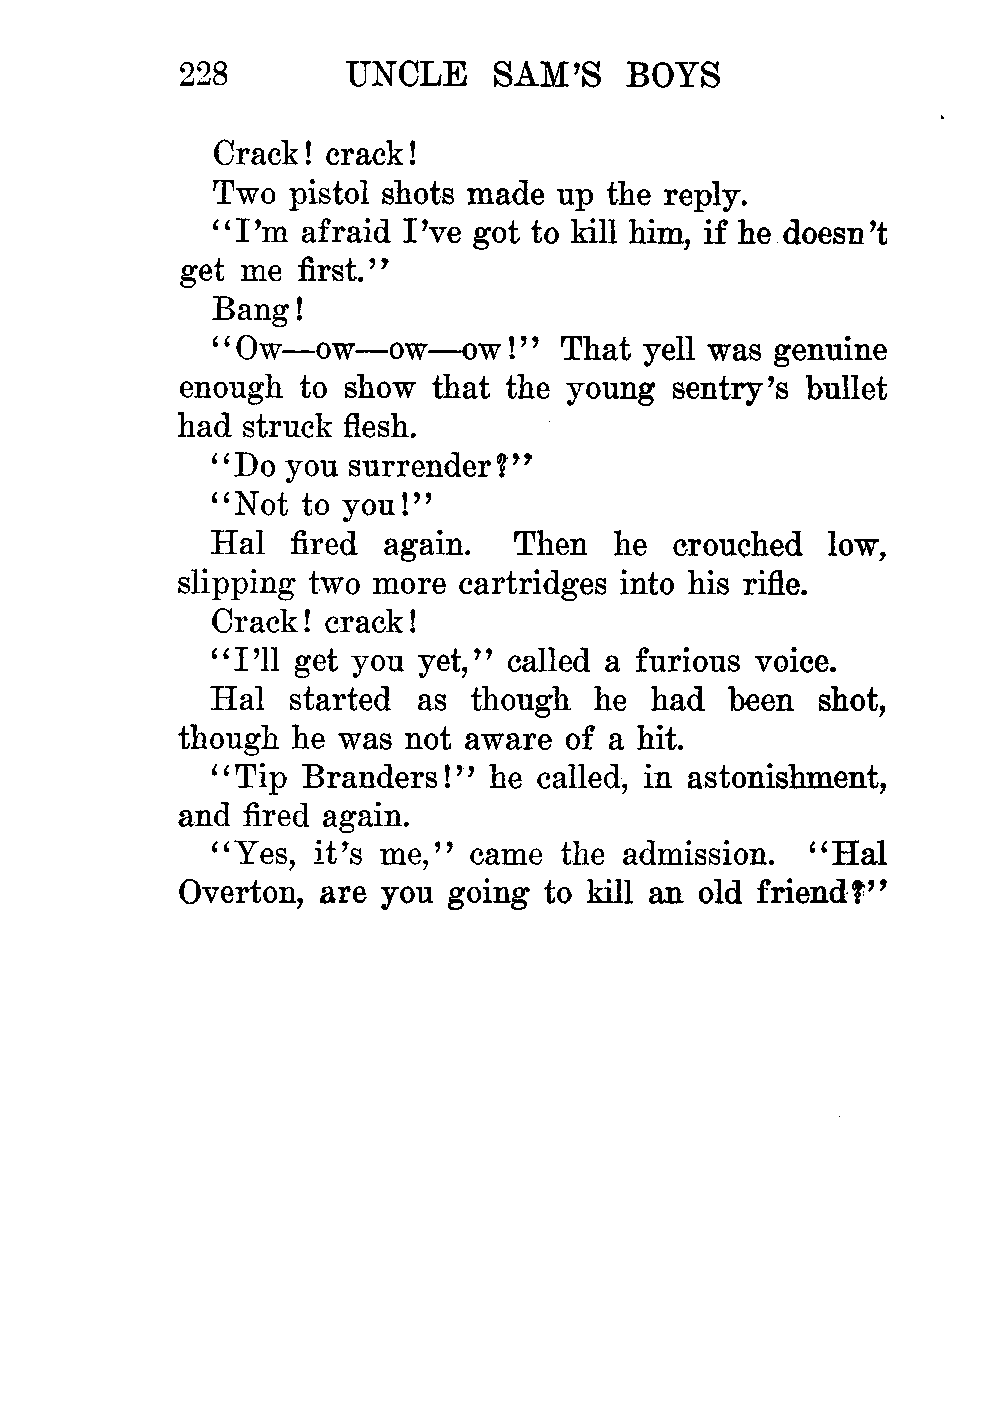 228 UNCLE SAM'S BOYS
Crack! crack!
Two pistol shots made up the reply.
"I'm afraid I've got to kill him, if he doesn't
get me first."
Bang!
"Ow—ow—ow—ow!" That yell was genuine
enough to show that the young sentry's bullet
had struck flesh.
"Do you surrender?"
"Not to you!"
Hal fired again. Then he crouched low,
slipping two more cartridges into his rifle.
Crack! crack!
"I'll get you yet," called a furious voice.
Hal started as though he had been shot,
though he was not aware of a hit.
"Tip Branders!" he called, in astonishment,
and fired again.
"Yes, it's me," came the admission. "Hal
Overton, are you going to kill an old friend?"